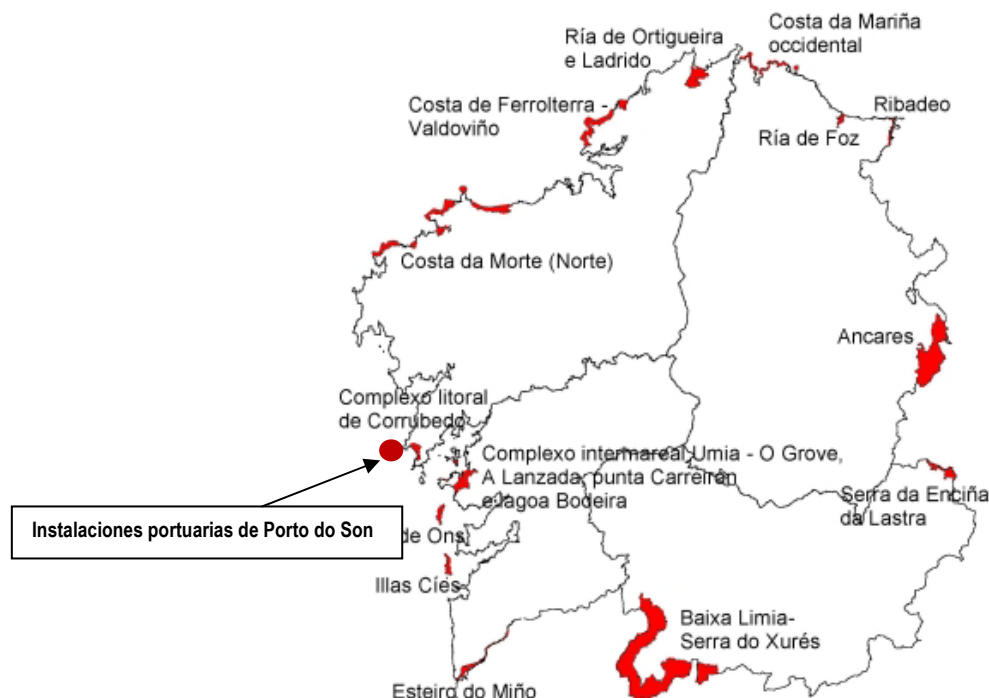 Ría de Ortigueira
e Ladrido
Costa da Mariña
occidental
Costa de Ferrolterra -
Valdoviño
Ribadeo
Ría de Foz
Costa da Morte (Norte)
Ancares
Complexo litoral
de Corrubedo
Complexo intermareal Umia - O Grove,
A Lanzada, punta Carreirón
e lagoa Bodeira
Serra da Enciña
da Lastra
Instalaciones portuarias de Porto do Son
de Ons
Illas Cíes
Baixa Limia-
Serra do Xurés
Esteiro do Miño